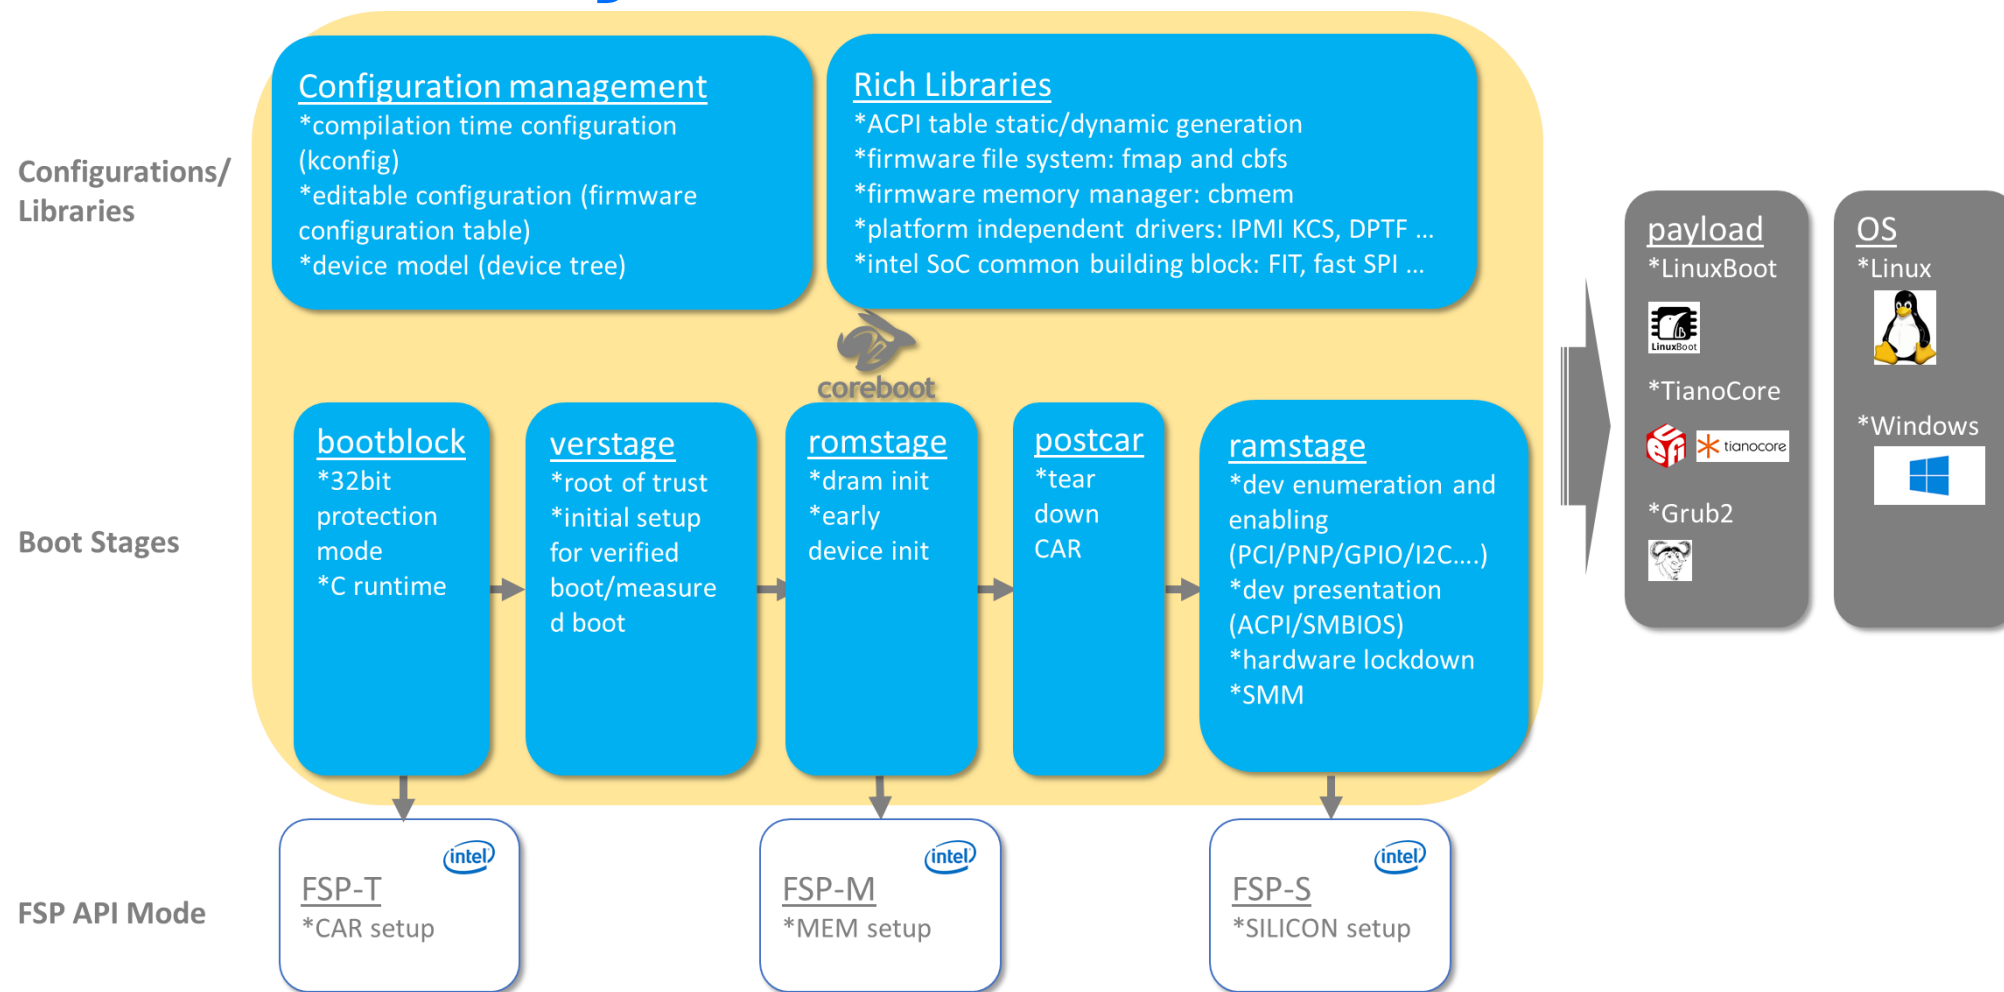 Configurations/
Libraries
Configuration management
*compilation time configuration
(kconfig)
*editable configuration (firmware
configuration table)
*device model (device tree)
Rich Libraries
*ACPI table static/dynamic generation
*firmware file system: fmap and cbfs
*firmware memory manager: cbmem
*platform independent drivers: IPMI KCS, DPTF ...
*intel SoC common building block: FIT, fast SPI ...
coreboot
Boot Stages
bootblock
*32bit
protection
mode
*C runtime
verstage
*root of trust
*initial setup
for verified
boot/measure
d boot
romstage
*dram init
*early
device init
postcar
*tear
down
CAR
ramstage
*dev enumeration and
enabling
(PCI/PNP/GPIO/I2C....)
*dev presentation
(ACPI/SMBIOS)
*hardware lockdown
*SMM
payload
*LinuxBoot
LinuxBoot
*TianoCore
UEFI
tianocore
*Grub2
OS
*Linux
*Windows
FSP API Mode
intel
FSP-T
*CAR setup
intel
FSP-M
*MEM setup
intel
FSP-S
*SILICON setup